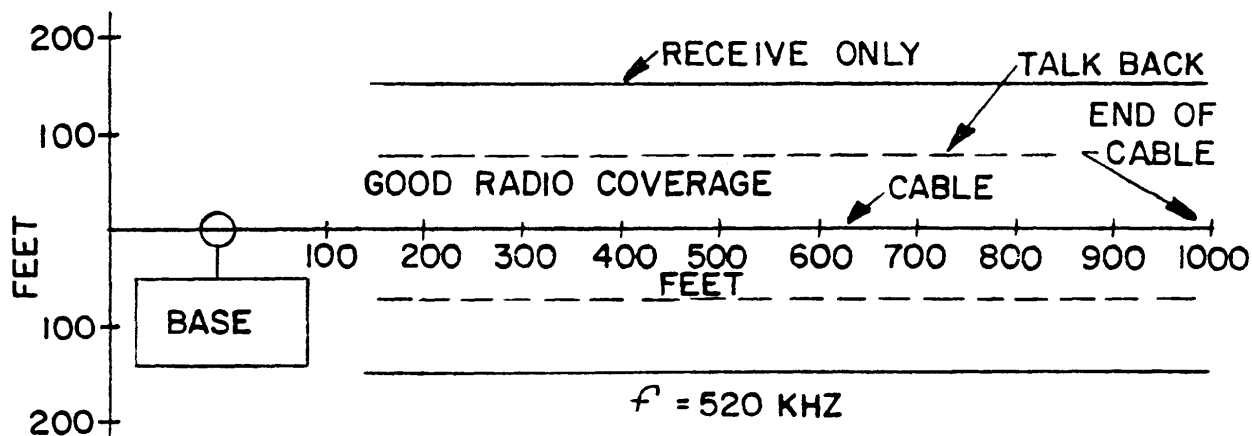 200
RECEIVE ONLY
TALK BACK
100
END OF
CABLE
GOOD RADIO COVERAGE
CABLE
100 200 300 400 500 600 700 800 900 1000
FEET
FEET
100
BASE
200
f = 520 KHZ